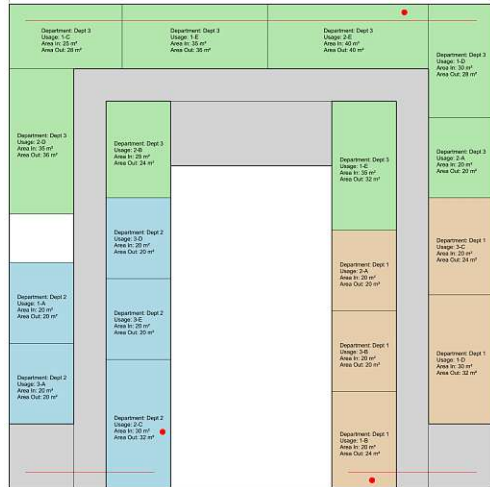 Department: Dept 3
Usage: 1-C
Area In: 25 m²
Area Out: 28 m²
Department: Dept 3
Usage: 1-E
Area In: 35 m²
Area Out: 36 m²
Department: Dept 3
Usage: 2-E
Area In: 40 m²
Area Out: 40 m²
Department: Dept 3
Usage: 1-D
Area In: 30 m²
Area Out: 28 m²
Department: Dept 3
Usage: 2-D
Area In: 35 m²
Area Out: 36 m²
Department: Dept 3
Usage: 2-B
Area In: 25 m²
Area Out: 24 m²
Department: Dept 3
Usage: 1-E
Area In: 35 m²
Area Out: 32 m²
Department: Dept 3
Usage: 2-A
Area In: 20 m²
Area Out: 20 m²
Department: Dept 2
Usage: 3-D
Area In: 20 m²
Area Out: 20 m²
Department: Dept 1
Usage: 2-A
Area In: 20 m²
Area Out: 20 m²
Department: Dept 1
Usage: 3-C
Area In: 20 m²
Area Out: 24 m²
Department: Dept 2
Usage: 1-A
Area In: 20 m²
Area Out: 20 m²
Department: Dept 2
Usage: 3-E
Area In: 20 m²
Area Out: 20 m²
Department: Dept 1
Usage: 3-B
Area In: 20 m²
Area Out: 20 m²
Department: Dept 1
Usage: 1-D
Area In: 30 m²
Area Out: 32 m²
Department: Dept 2
Usage: 3-A
Area In: 20 m²
Area Out: 20 m²
Department: Dept 2
Usage: 2-C
Area In: 30 m²
Area Out: 32 m²
Department: Dept 1
Usage: 1-B
Area In: 20 m²
Area Out: 24 m²